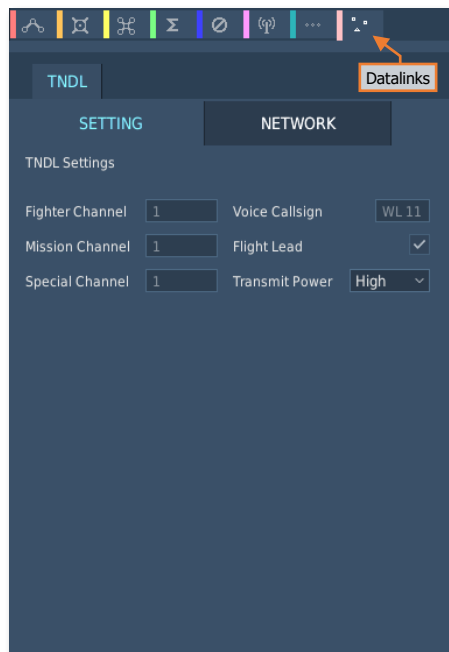 Datalinks
TNDL
SETTING NETWORK
TNDL Settings
Fighter Channel 1 Voice Callsign WL 11
Mission Channel 1 Flight Lead
Special Channel 1 Transmit Power High